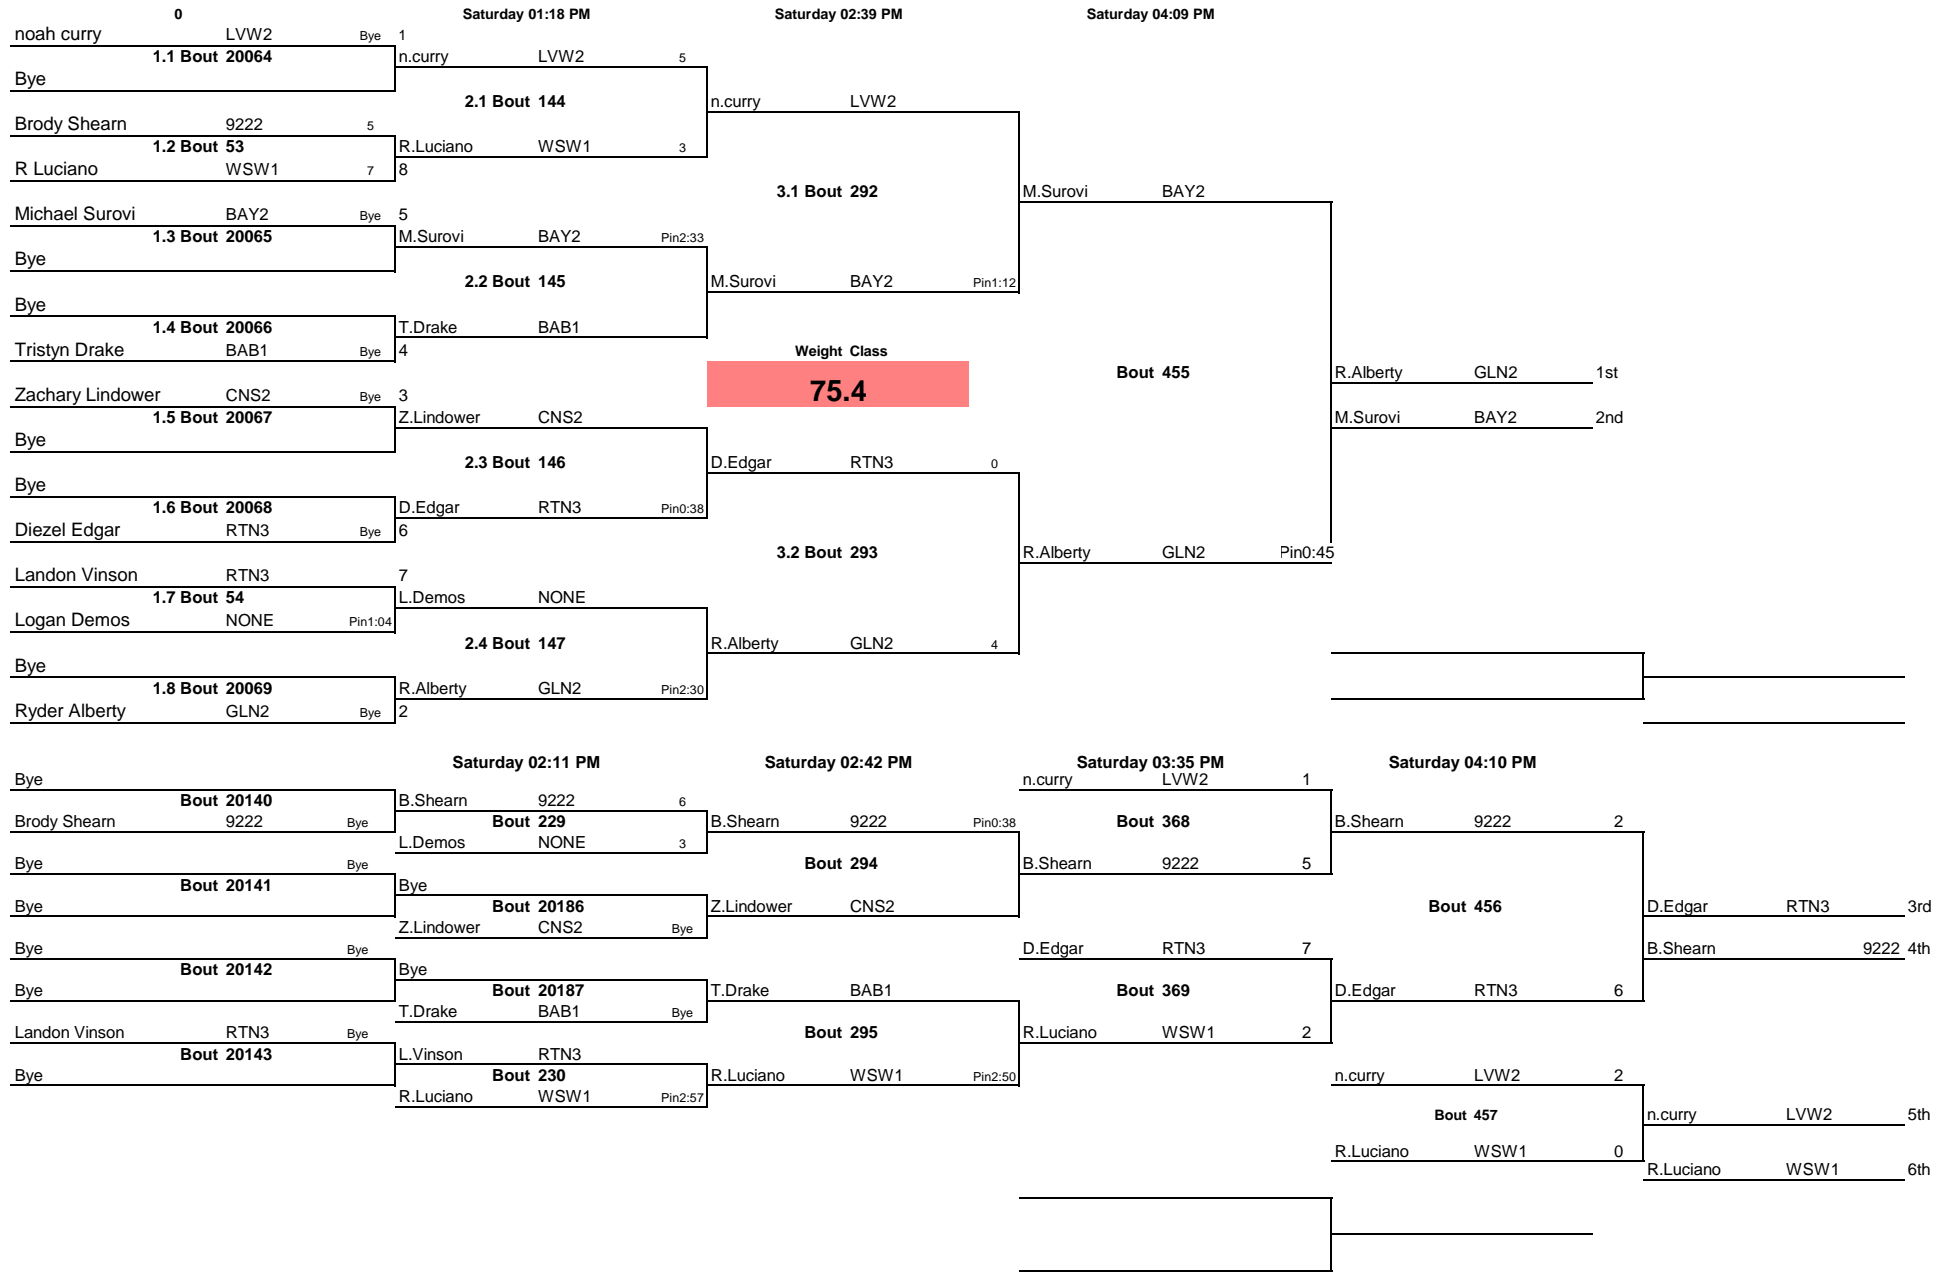 0 Saturday 01:18 PM Saturday 02:39 PM Saturday 04:09 PM
noah curry LVW2 Bye 1
1.1 Bout 20064 n.curry LVW2 5
Bye
2.1 Bout 144 n.curry LVW2
Brody Shearn 9222 5
1.2 Bout 53 R.Luciano WSW1 3
R Luciano WSW1 7 8
3.1 Bout 292 M.Surovi BAY2
Michael Surovi BAY2 Bye 5
1.3 Bout 20065 M.Surovi BAY2 Pin2:33
Bye
2.2 Bout 145 M.Surovi BAY2 Pin1:12
Bye
1.4 Bout 20066 T.Drake BAB1
Tristyn Drake BAB1 Bye 4 Weight Class
Bout 455 R.Alberty GLN2 1st
Zachary Lindower CNS2 Bye 3 75.4
1.5 Bout 20067 Z.Lindower CNS2 M.Surovi BAY2 2nd
Bye
2.3 Bout 146 D.Edgar RTN3 0
Bye
1.6 Bout 20068 D.Edgar RTN3 Pin0:38
Diezel Edgar RTN3 Bye 6
3.2 Bout 293 R.Alberty GLN2 Pin0:45
Landon Vinson RTN3 7
1.7 Bout 54 L.Demos NONE
Logan Demos NONE Pin1:04
2.4 Bout 147 R.Alberty GLN2 4
Bye
1.8 Bout 20069 R.Alberty GLN2 Pin2:30
Ryder Alberty GLN2 Bye 2
Saturday 02:11 PM Saturday 02:42 PM Saturday 03:35 PM Saturday 04:10 PM
Bye n.curry LVW2 1
Bout 20140 B.Shearn 9222 6
Brody Shearn 9222 Bye Bout 229 B.Shearn 9222 Pin0:38 Bout 368 B.Shearn 9222 2
L.Demos NONE 3
Bye Bye Bout 294 B.Shearn 9222 5
Bout 20141 Bye
Bye Bout 20186 Z.Lindower CNS2 Bout 456 D.Edgar RTN3 3rd
Z.Lindower CNS2 Bye
Bye Bye D.Edgar RTN3 7 B.Shearn 9222 4th
Bout 20142 Bye
Bye Bout 20187 T.Drake BAB1 Bout 369 D.Edgar RTN3 6
T.Drake BAB1 Bye
Landon Vinson RTN3 Bye Bout 295 R.Luciano WSW1 2
Bout 20143 L.Vinson RTN3
Bye Bout 230 R.Luciano WSW1 Pin2:50 n.curry LVW2 2
R.Luciano WSW1 Pin2:57
Bout 457 n.curry LVW2 5th
R.Luciano WSW1 0
R.Luciano WSW1 6th